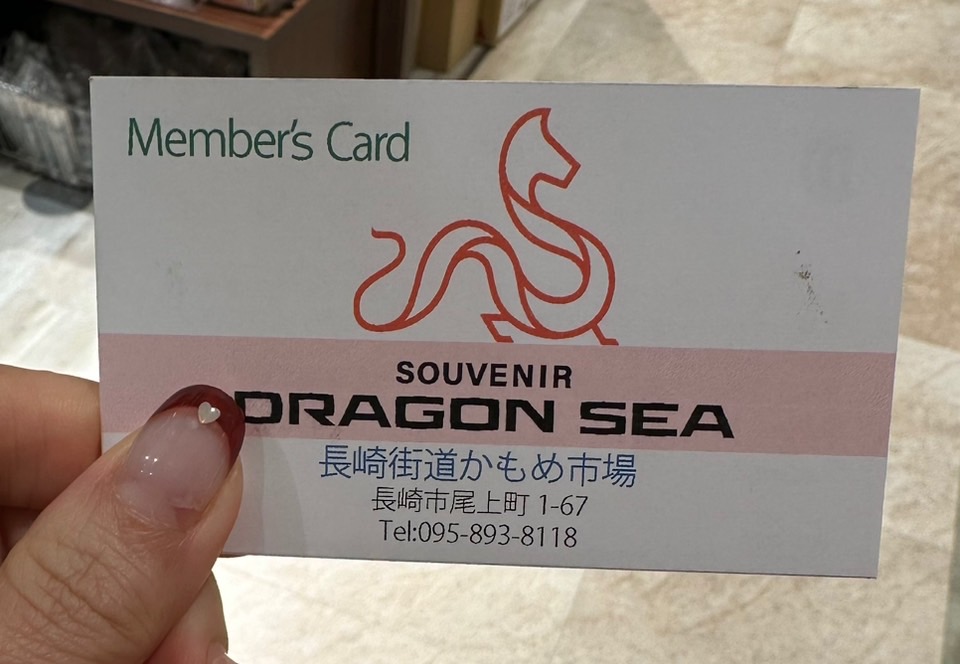 Member's Card
SOUVENIR
DRAGON SEA
長崎街道かもめ市場
長崎市尾上町 1-67
Tel:095-893-8118